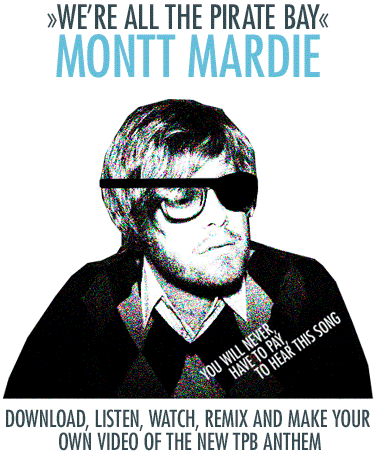 »WE'RE ALL THE PIRATE BAY«
MONTT MARDIE
YOU WILL NEVER,
HAVE TO PAY,
TO HEAR THIS SONG
DOWNLOAD, LISTEN, WATCH, REMIX AND MAKE YOUR
OWN VIDEO OF THE NEW TPB ANTHEM